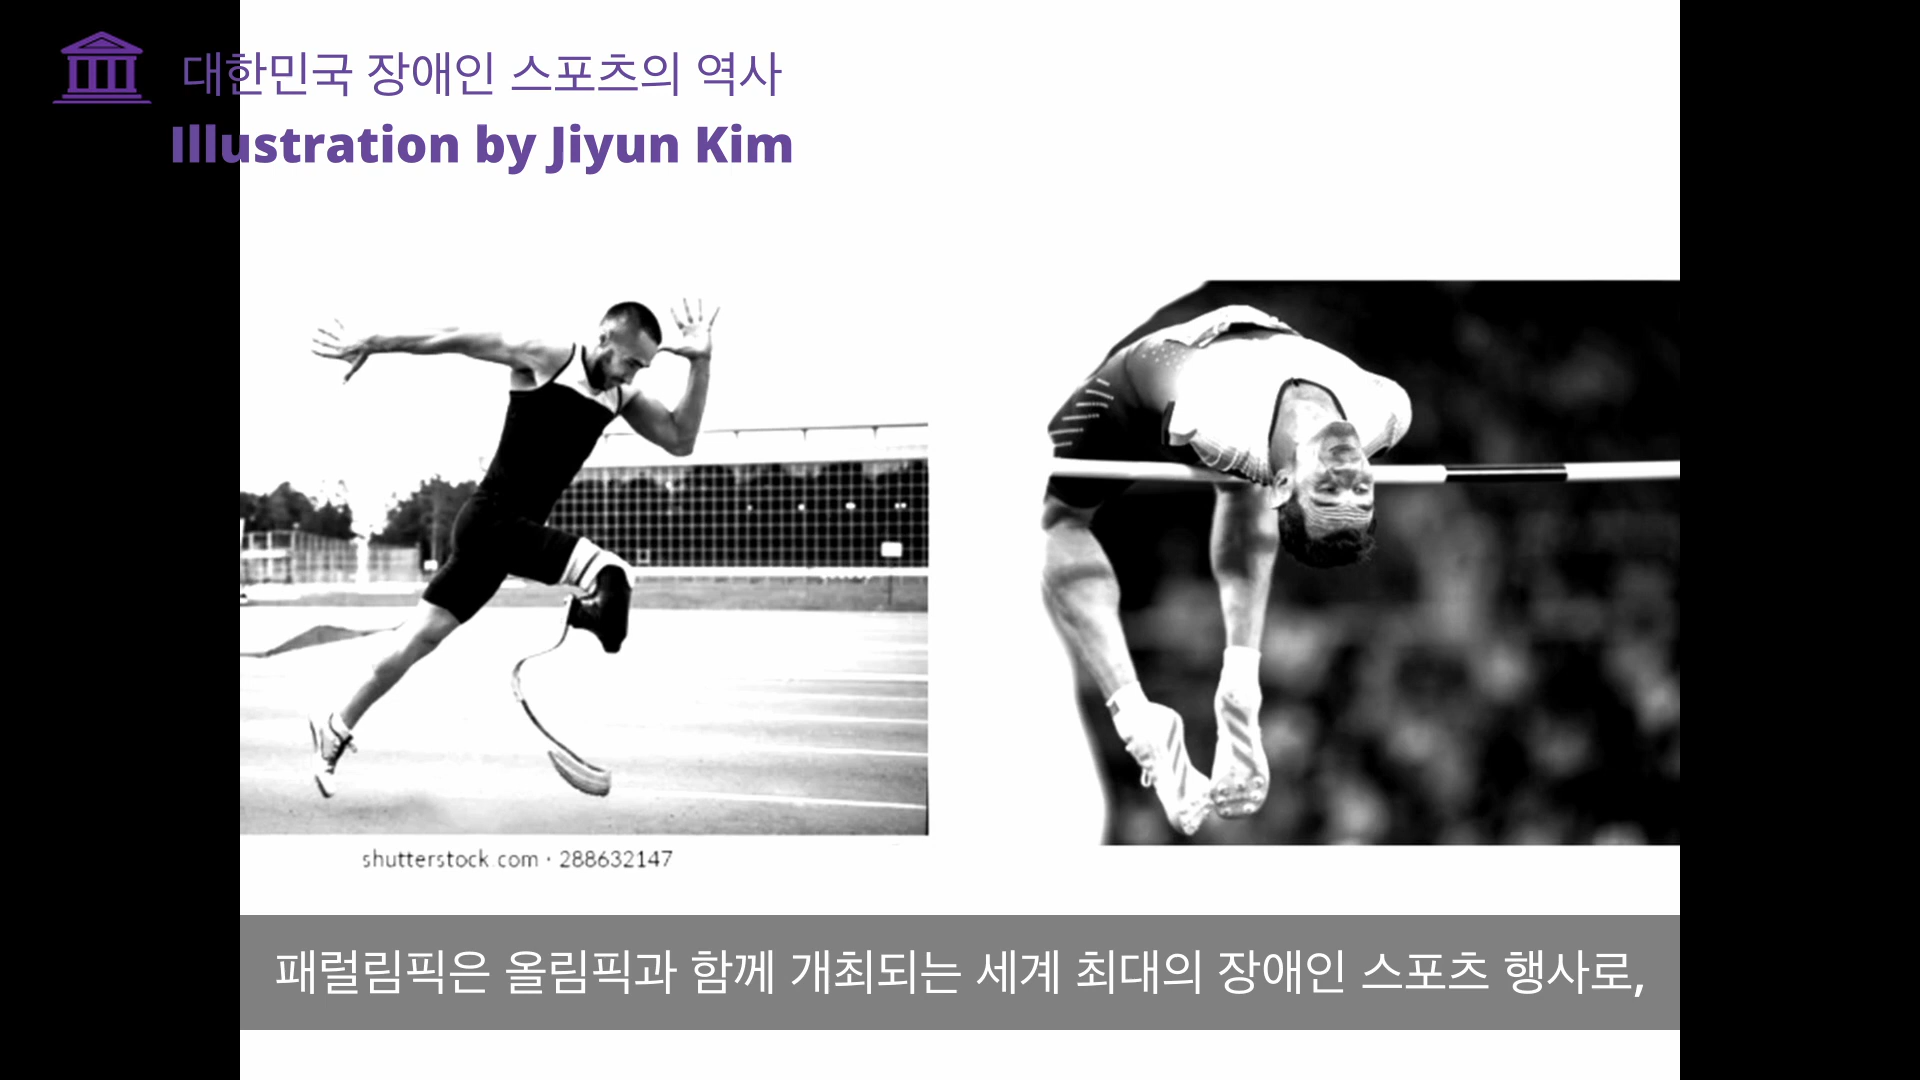 대한민국 장애인 스포츠의 역사
Illustration by Jiyun Kim
shutterstock.com · 288632147
패럴림픽은 올림픽과 함께 개최되는 세계 최대의 장애인 스포츠 행사로,